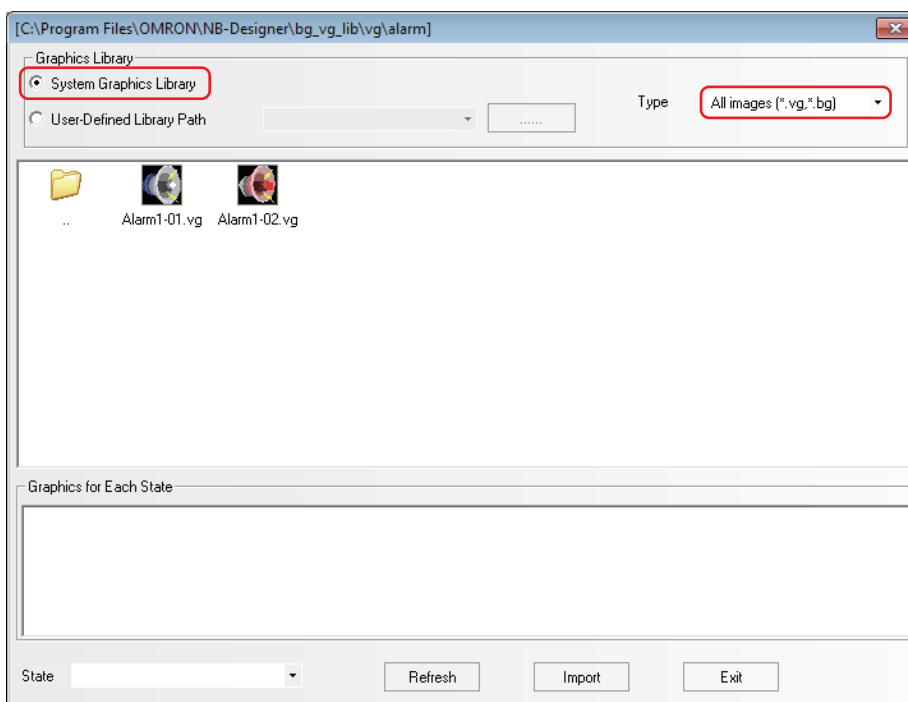 [C:\Program Files\OMRON\NB-Designer\bg_vg_lib\vg\alarm]
Graphics Library
System Graphics Library
Type
All images (*.vg,*.bg)
User-Defined Library Path
......
..
Alarm1-01.vg
Alarm1-02.vg
Graphics for Each State
State
Refresh
Import
Exit